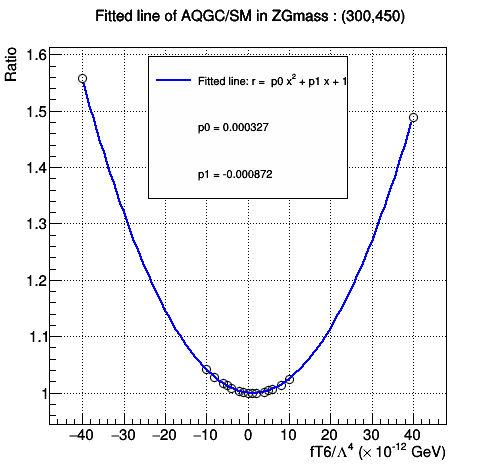 Fitted line of AQGC/SM in ZGmass : (300,450)
Ratio
1.6
Fitted line: r = p0 x² + p1 x + 1
p0 = 0.000327
1.5
p1 = -0.000872
1.4
1.3
1.2
1.1
1
−40 −30 −20 −10 0 10 20 30 40
fT6/Λ⁴ (× 10⁻¹² GeV)